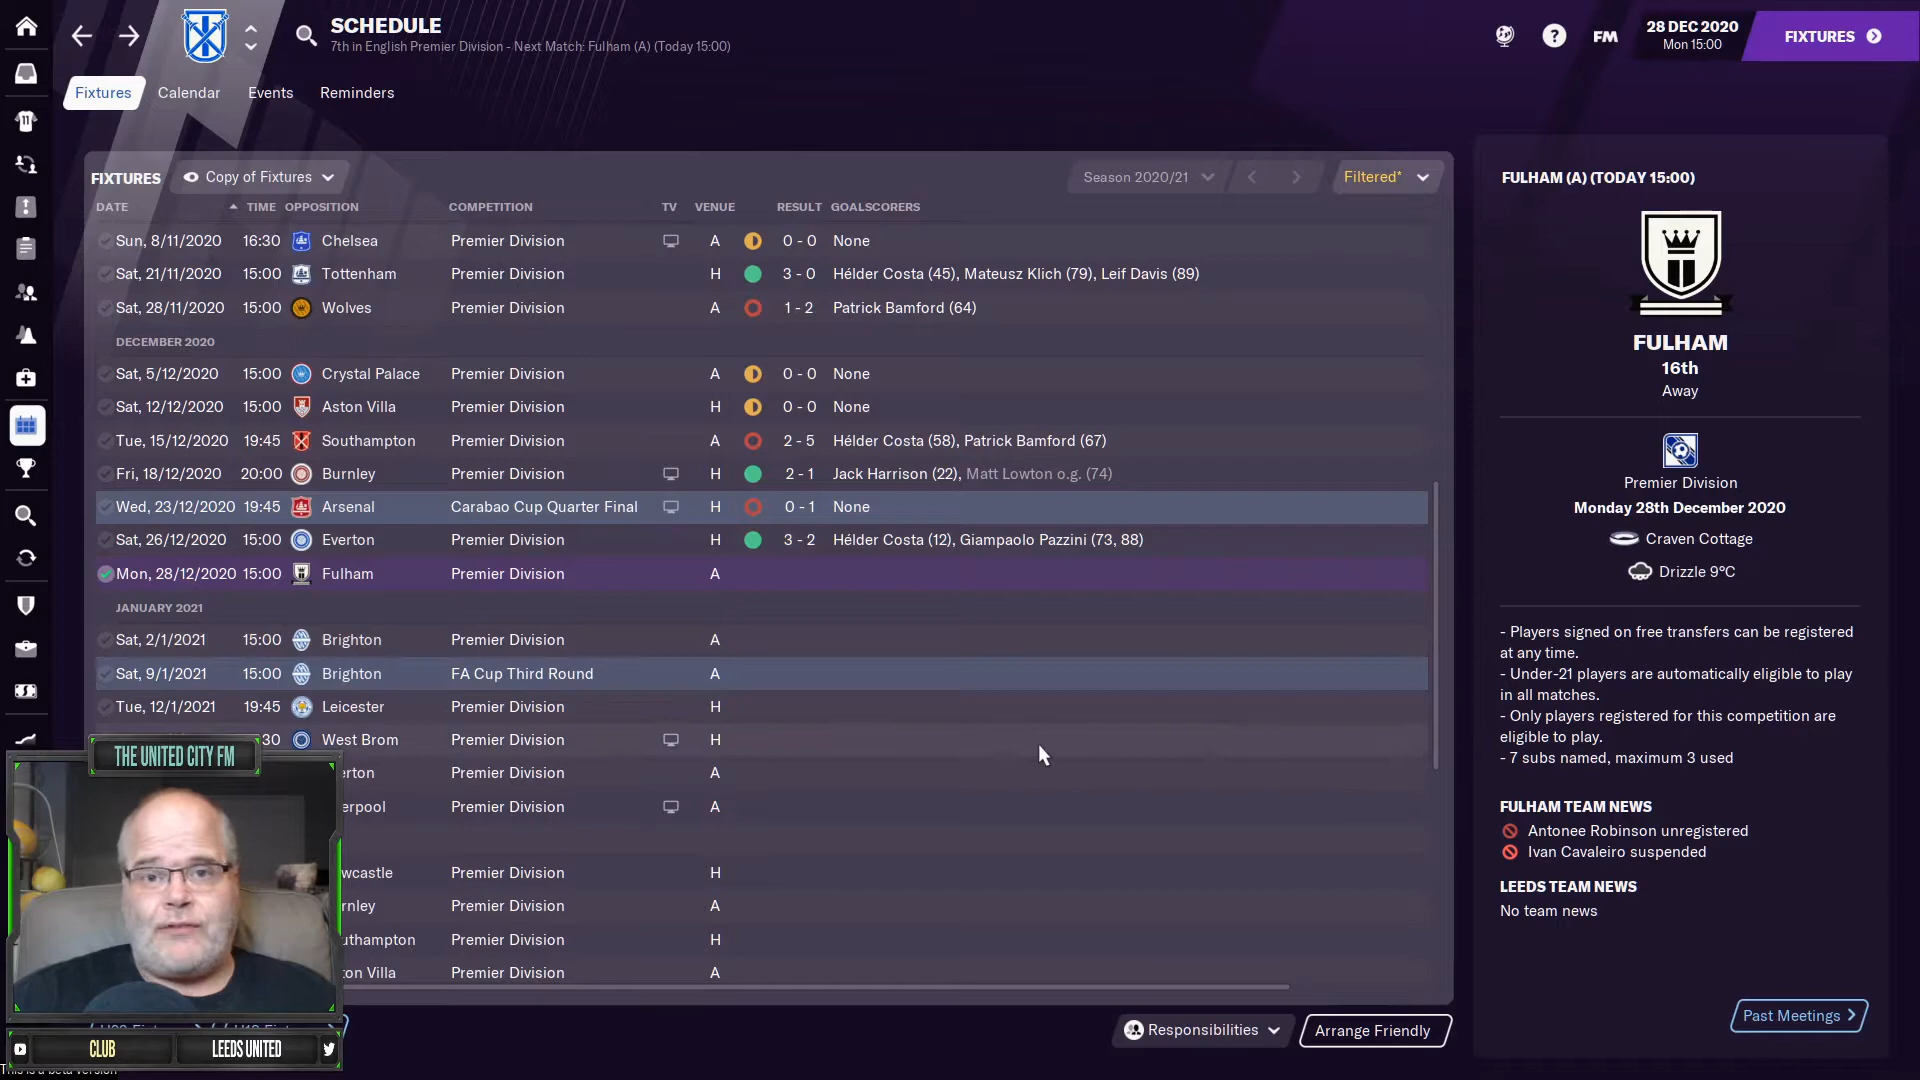 SCHEDULE
7th in English Premier Division - Next Match: Fulham (A) (Today 15:00)
FM
28 DEC 2020
Mon 15:00
FIXTURES
Fixtures Calendar Events Reminders
FIXTURES Copy of Fixtures Season 2020/21 Filtered*
DATE TIME OPPOSITION COMPETITION TV VENUE RESULT GOALSCORERS
Sun, 8/11/2020 16:30 Chelsea Premier Division A 0 - 0 None
Sat, 21/11/2020 15:00 Tottenham Premier Division H 3 - 0 Hélder Costa (45), Mateusz Klich (79), Leif Davis (89)
Sat, 28/11/2020 15:00 Wolves Premier Division A 1 - 2 Patrick Bamford (64)
DECEMBER 2020
Sat, 5/12/2020 15:00 Crystal Palace Premier Division A 0 - 0 None
Sat, 12/12/2020 15:00 Aston Villa Premier Division H 0 - 0 None
Tue, 15/12/2020 19:45 Southampton Premier Division A 2 - 5 Hélder Costa (58), Patrick Bamford (67)
Fri, 18/12/2020 20:00 Burnley Premier Division H 2 - 1 Jack Harrison (22), Matt Lowton o.g. (74)
Wed, 23/12/2020 19:45 Arsenal Carabao Cup Quarter Final H 0 - 1 None
Sat, 26/12/2020 15:00 Everton Premier Division H 3 - 2 Hélder Costa (12), Giampaolo Pazzini (73, 88)
Mon, 28/12/2020 15:00 Fulham Premier Division A
JANUARY 2021
Sat, 2/1/2021 15:00 Brighton Premier Division A
Sat, 9/1/2021 15:00 Brighton FA Cup Third Round A
Tue, 12/1/2021 19:45 Leicester Premier Division H
30 West Brom Premier Division H
erton Premier Division A
erpool Premier Division A
wcastle Premier Division H
rnley Premier Division A
uthampton Premier Division H
ton Villa Premier Division A
Responsibilities Arrange Friendly
FULHAM (A) (TODAY 15:00)
FULHAM
16th
Away
Premier Division
Monday 28th December 2020
Craven Cottage
Drizzle 9°C
- Players signed on free transfers can be registered
at any time.
- Under-21 players are automatically eligible to play
in all matches.
- Only players registered for this competition are
eligible to play.
- 7 subs named, maximum 3 used
FULHAM TEAM NEWS
Antonee Robinson unregistered
Ivan Cavaleiro suspended
LEEDS TEAM NEWS
No team news
Past Meetings
THE UNITED CITY FM
CLUB LEEDS UNITED